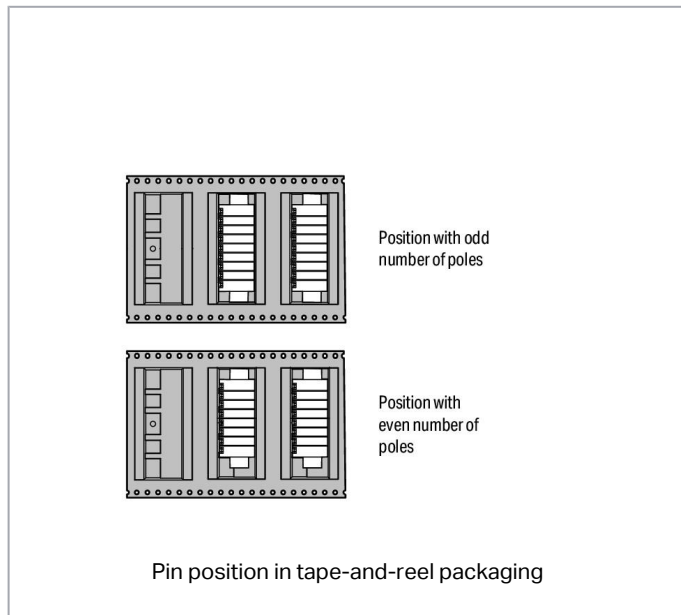 Position with odd
number of poles
Position with
even number of
poles
Pin position in tape-and-reel packaging